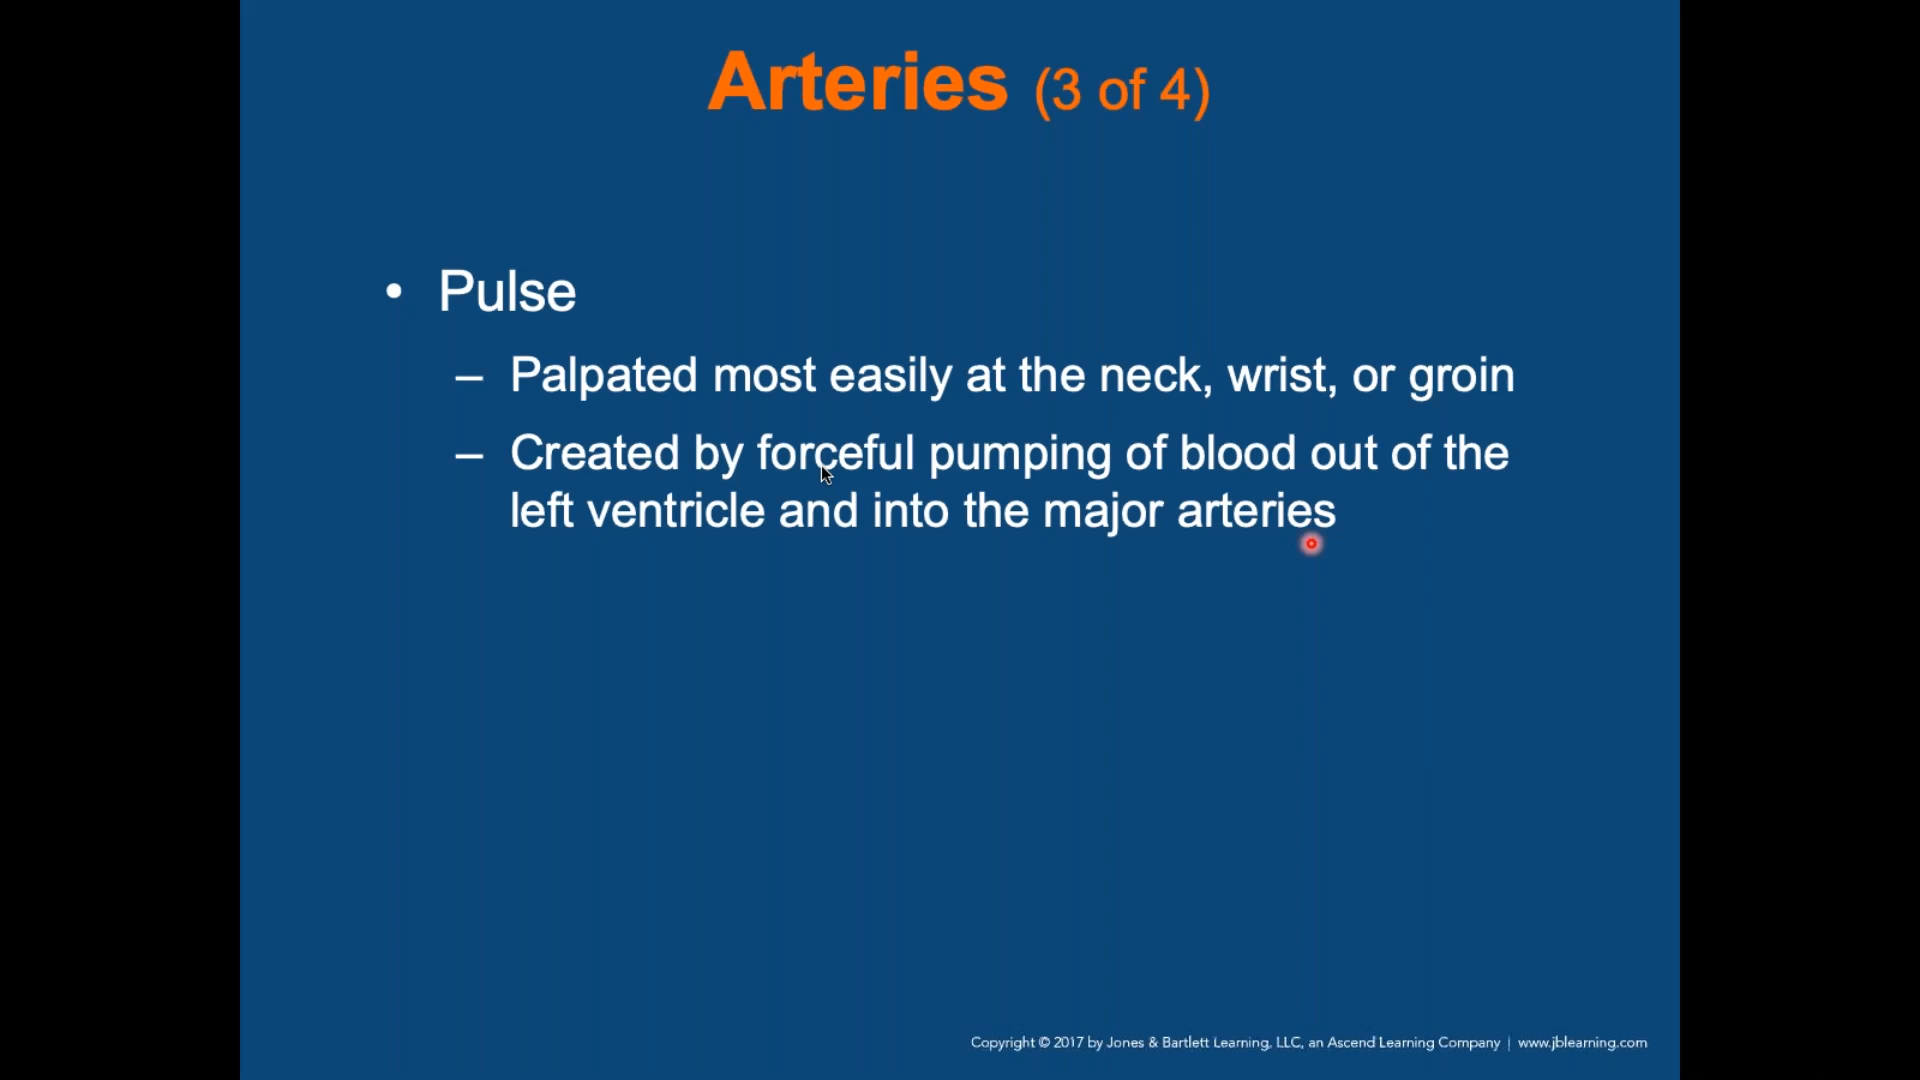 Arteries (3 of 4)
• Pulse
– Palpated most easily at the neck, wrist, or groin
– Created by forceful pumping of blood out of the
left ventricle and into the major arteries
Copyright © 2017 by Jones & Bartlett Learning, LLC, an Ascend Learning Company | www.jblearning.com